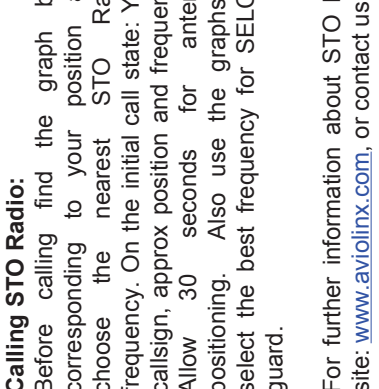 Calling STO Radio:
Before calling find the graph
corresponding to your position
choose the nearest STO
frequency. On the initial call state:
callsign, approx position and
Allow 30 seconds for
positioning. Also use the graphs
select the best frequency for
guard.
For further information about STO
site: www.aviolinx.com, or contact us